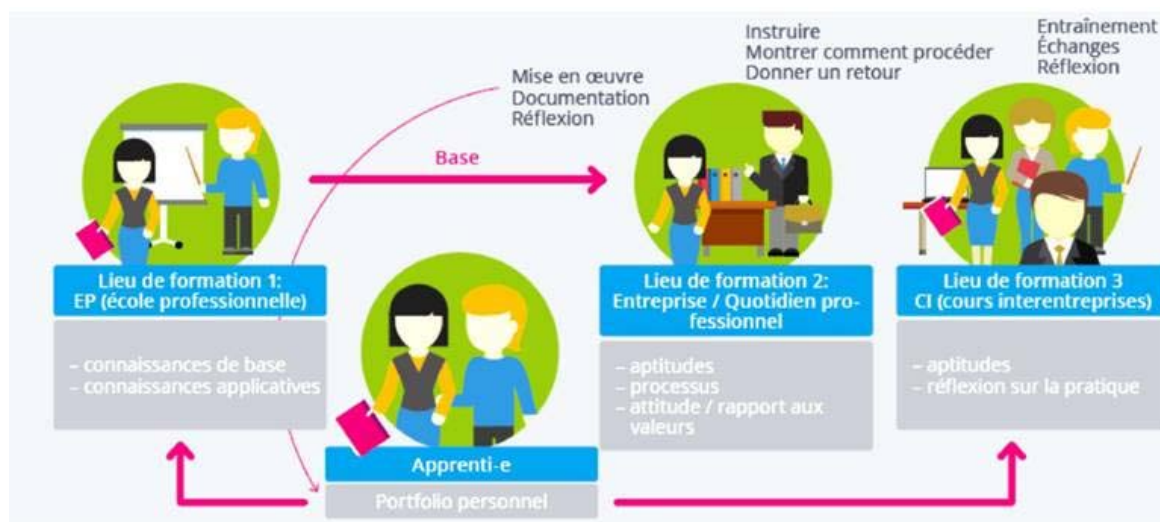 Instruire
Montrer comment procéder
Donner un retour
Entraînement
Échanges
Réflexion
Mise en œuvre
Documentation
Réflexion
Base
Lieu de formation 1:
EP (école professionnelle)
– connaissances de base
– connaissances applicatives
Lieu de formation 2:
Entreprise / Quotidien pro-
fessionnel
– aptitudes
– processus
– attitude / rapport aux
valeurs
Lieu de formation 3
CI (cours interentreprises)
– aptitudes
– réflexion sur la pratique
Apprenti-e
Portfolio personnel